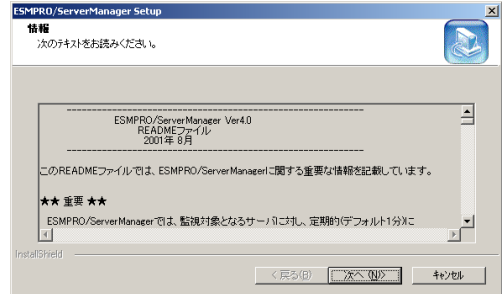 ESMPRO/ServerManager Setup
情報
次のテキストをお読みください。
ESMPRO/ServerManager Ver4.0
READMEファイル
2001年 8月
このREADMEファイルでは、ESMPRO/ServerManagerに関する重要な情報を記載しています。
★★ 重要 ★★
ESMPRO/ServerManagerでは、監視対象となるサーバに対し、定期的(デフォルト1分)に
InstallShield
< 戻る(B)
次へ(N)>
キャンセル